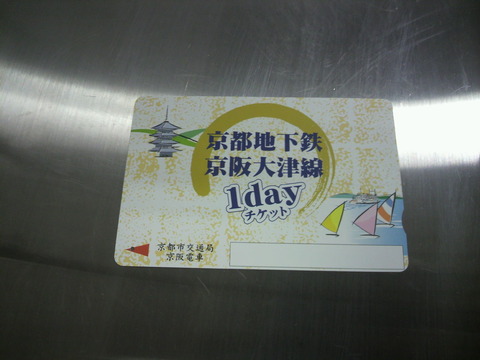 京都地下鉄
京阪大津線
1day
チケット
京都市交通局
京阪電車